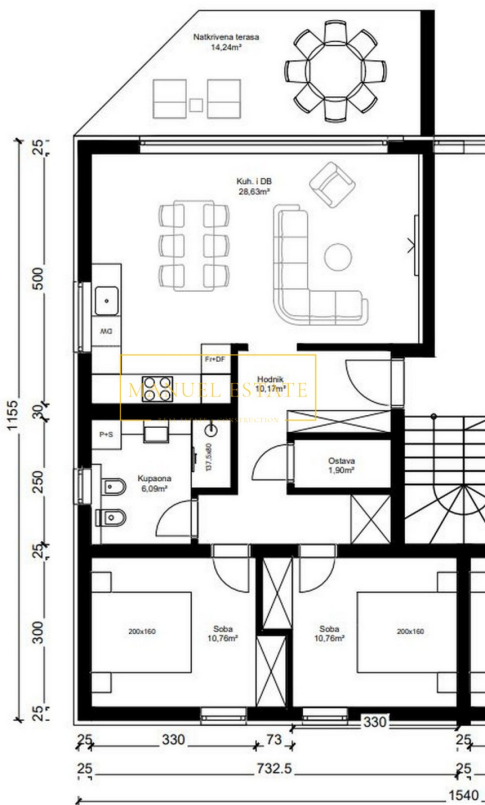 Natkrivena terasa
14,24m²
25
Kuh. i DB
28,63m²
500
DW
Fr+DF
Hodnik
10,17m²
MANUEL ESTATE
30
1155
P+S
137,5x80
Ostava
1,90m²
Kupaona
6,09m²
250
25
Soba
10,76m²
200x160
Soba
10,76m²
200x160
300
25
330
25
330
73
25
25
732.5
25
1540